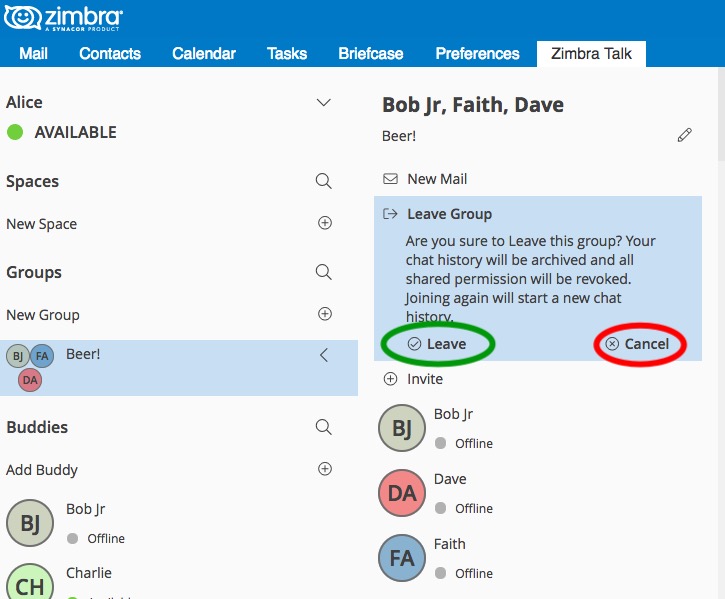 zimbra
A SYNACOR PRODUCT
Mail Contacts Calendar Tasks Briefcase Preferences Zimbra Talk
Alice
AVAILABLE
Spaces
New Space
Groups
New Group
BJ FA DA
Beer!
Buddies
Add Buddy
BJ
Bob Jr
Offline
CH
Charlie
Bob Jr, Faith, Dave
Beer!
New Mail
Leave Group
Are you sure to Leave this group? Your
chat history will be archived and all
shared permission will be revoked.
Joining again will start a new chat
history.
Leave Cancel
Invite
BJ
Bob Jr
Offline
DA
Dave
Offline
FA
Faith
Offline